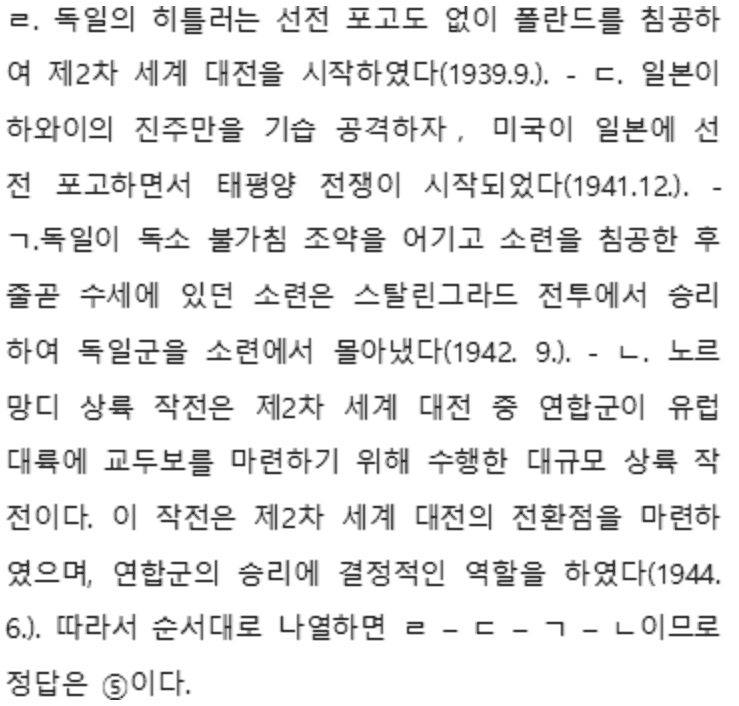 ㄹ. 독일의 히틀러는 선전 포고도 없이 폴란드를 침공하
여 제2차 세계 대전을 시작하였다(1939.9.). - ㄷ. 일본이
하와이의 진주만을 기습 공격하자 , 미국이 일본에 선
전 포고하면서 태평양 전쟁이 시작되었다(1941.12.). -
ㄱ.독일이 독소 불가침 조약을 어기고 소련을 침공한 후
줄곧 수세에 있던 소련은 스탈린그라드 전투에서 승리
하여 독일군을 소련에서 몰아냈다(1942. 9.). - ㄴ. 노르
망디 상륙 작전은 제2차 세계 대전 중 연합군이 유럽
대륙에 교두보를 마련하기 위해 수행한 대규모 상륙 작
전이다. 이 작전은 제2차 세계 대전의 전환점을 마련하
였으며, 연합군의 승리에 결정적인 역할을 하였다(1944.
6.). 따라서 순서대로 나열하면 ㄹ – ㄷ – ㄱ – ㄴ이므로
정답은 ⑤이다.